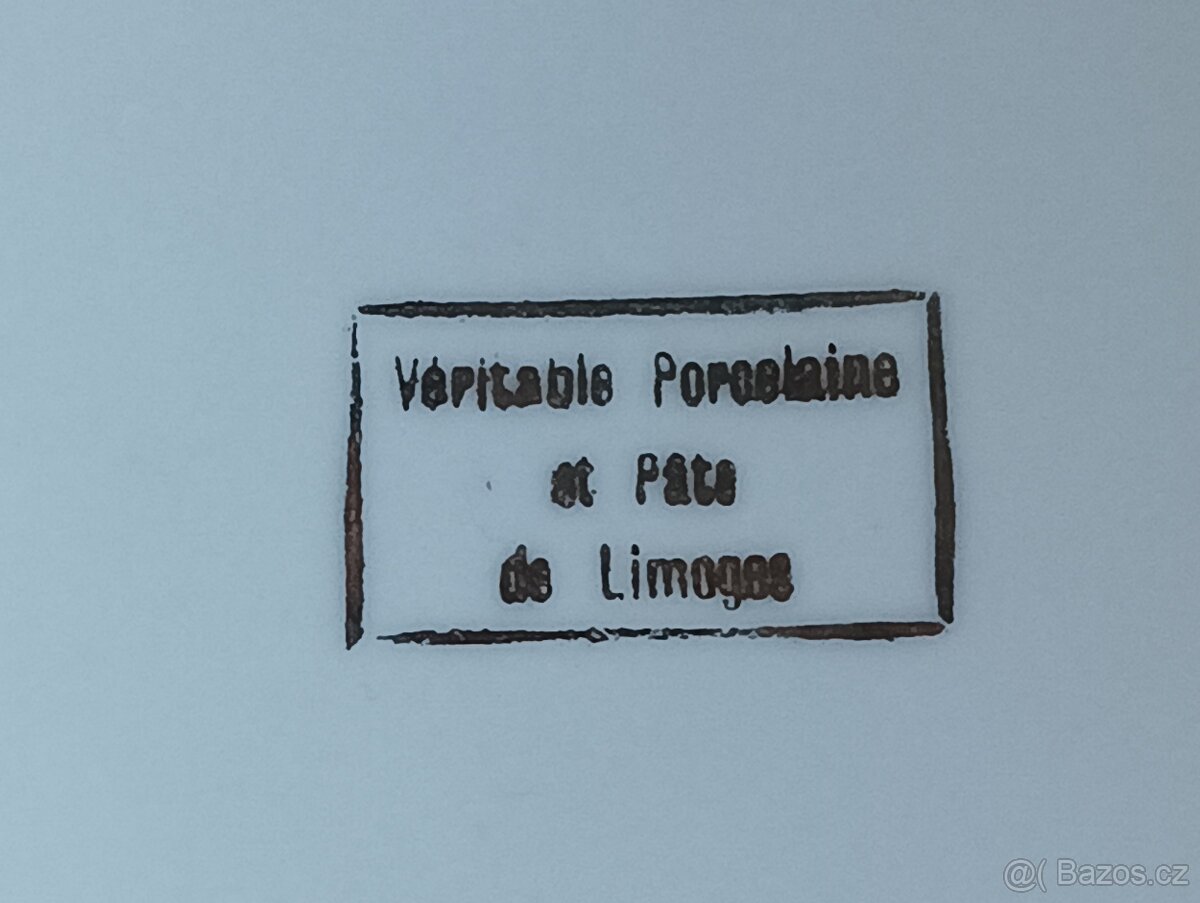 Véritable Porcelaine
et Pâte
de Limoges
@( Bazos.cz